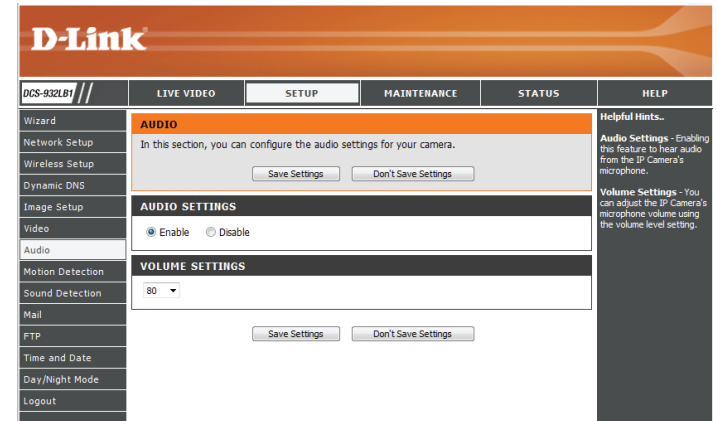 D-Link
DCS-932LB1
LIVE VIDEO
SETUP
MAINTENANCE
STATUS
HELP
Wizard
Network Setup
Wireless Setup
Dynamic DNS
Image Setup
Video
Audio
Motion Detection
Sound Detection
Mail
FTP
Time and Date
Day/Night Mode
Logout
AUDIO
In this section, you can configure the audio settings for your camera.
Save Settings
Don't Save Settings
AUDIO SETTINGS
Enable
Disable
VOLUME SETTINGS
80
Save Settings
Don't Save Settings
Helpful Hints..
Audio Settings - Enabling
this feature to hear audio
from the IP Camera's
microphone.
Volume Settings - You
can adjust the IP Camera's
microphone volume using
the volume level setting.